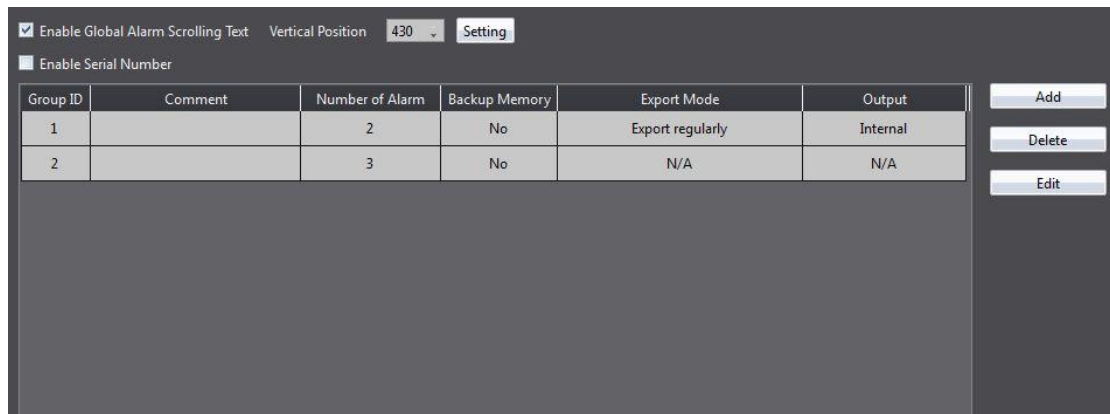 Enable Global Alarm Scrolling Text Vertical Position 430 Setting
Enable Serial Number
Group ID Comment Number of Alarm Backup Memory Export Mode Output Add
1 2 No Export regularly Internal
Delete
2 3 No N/A N/A
Edit